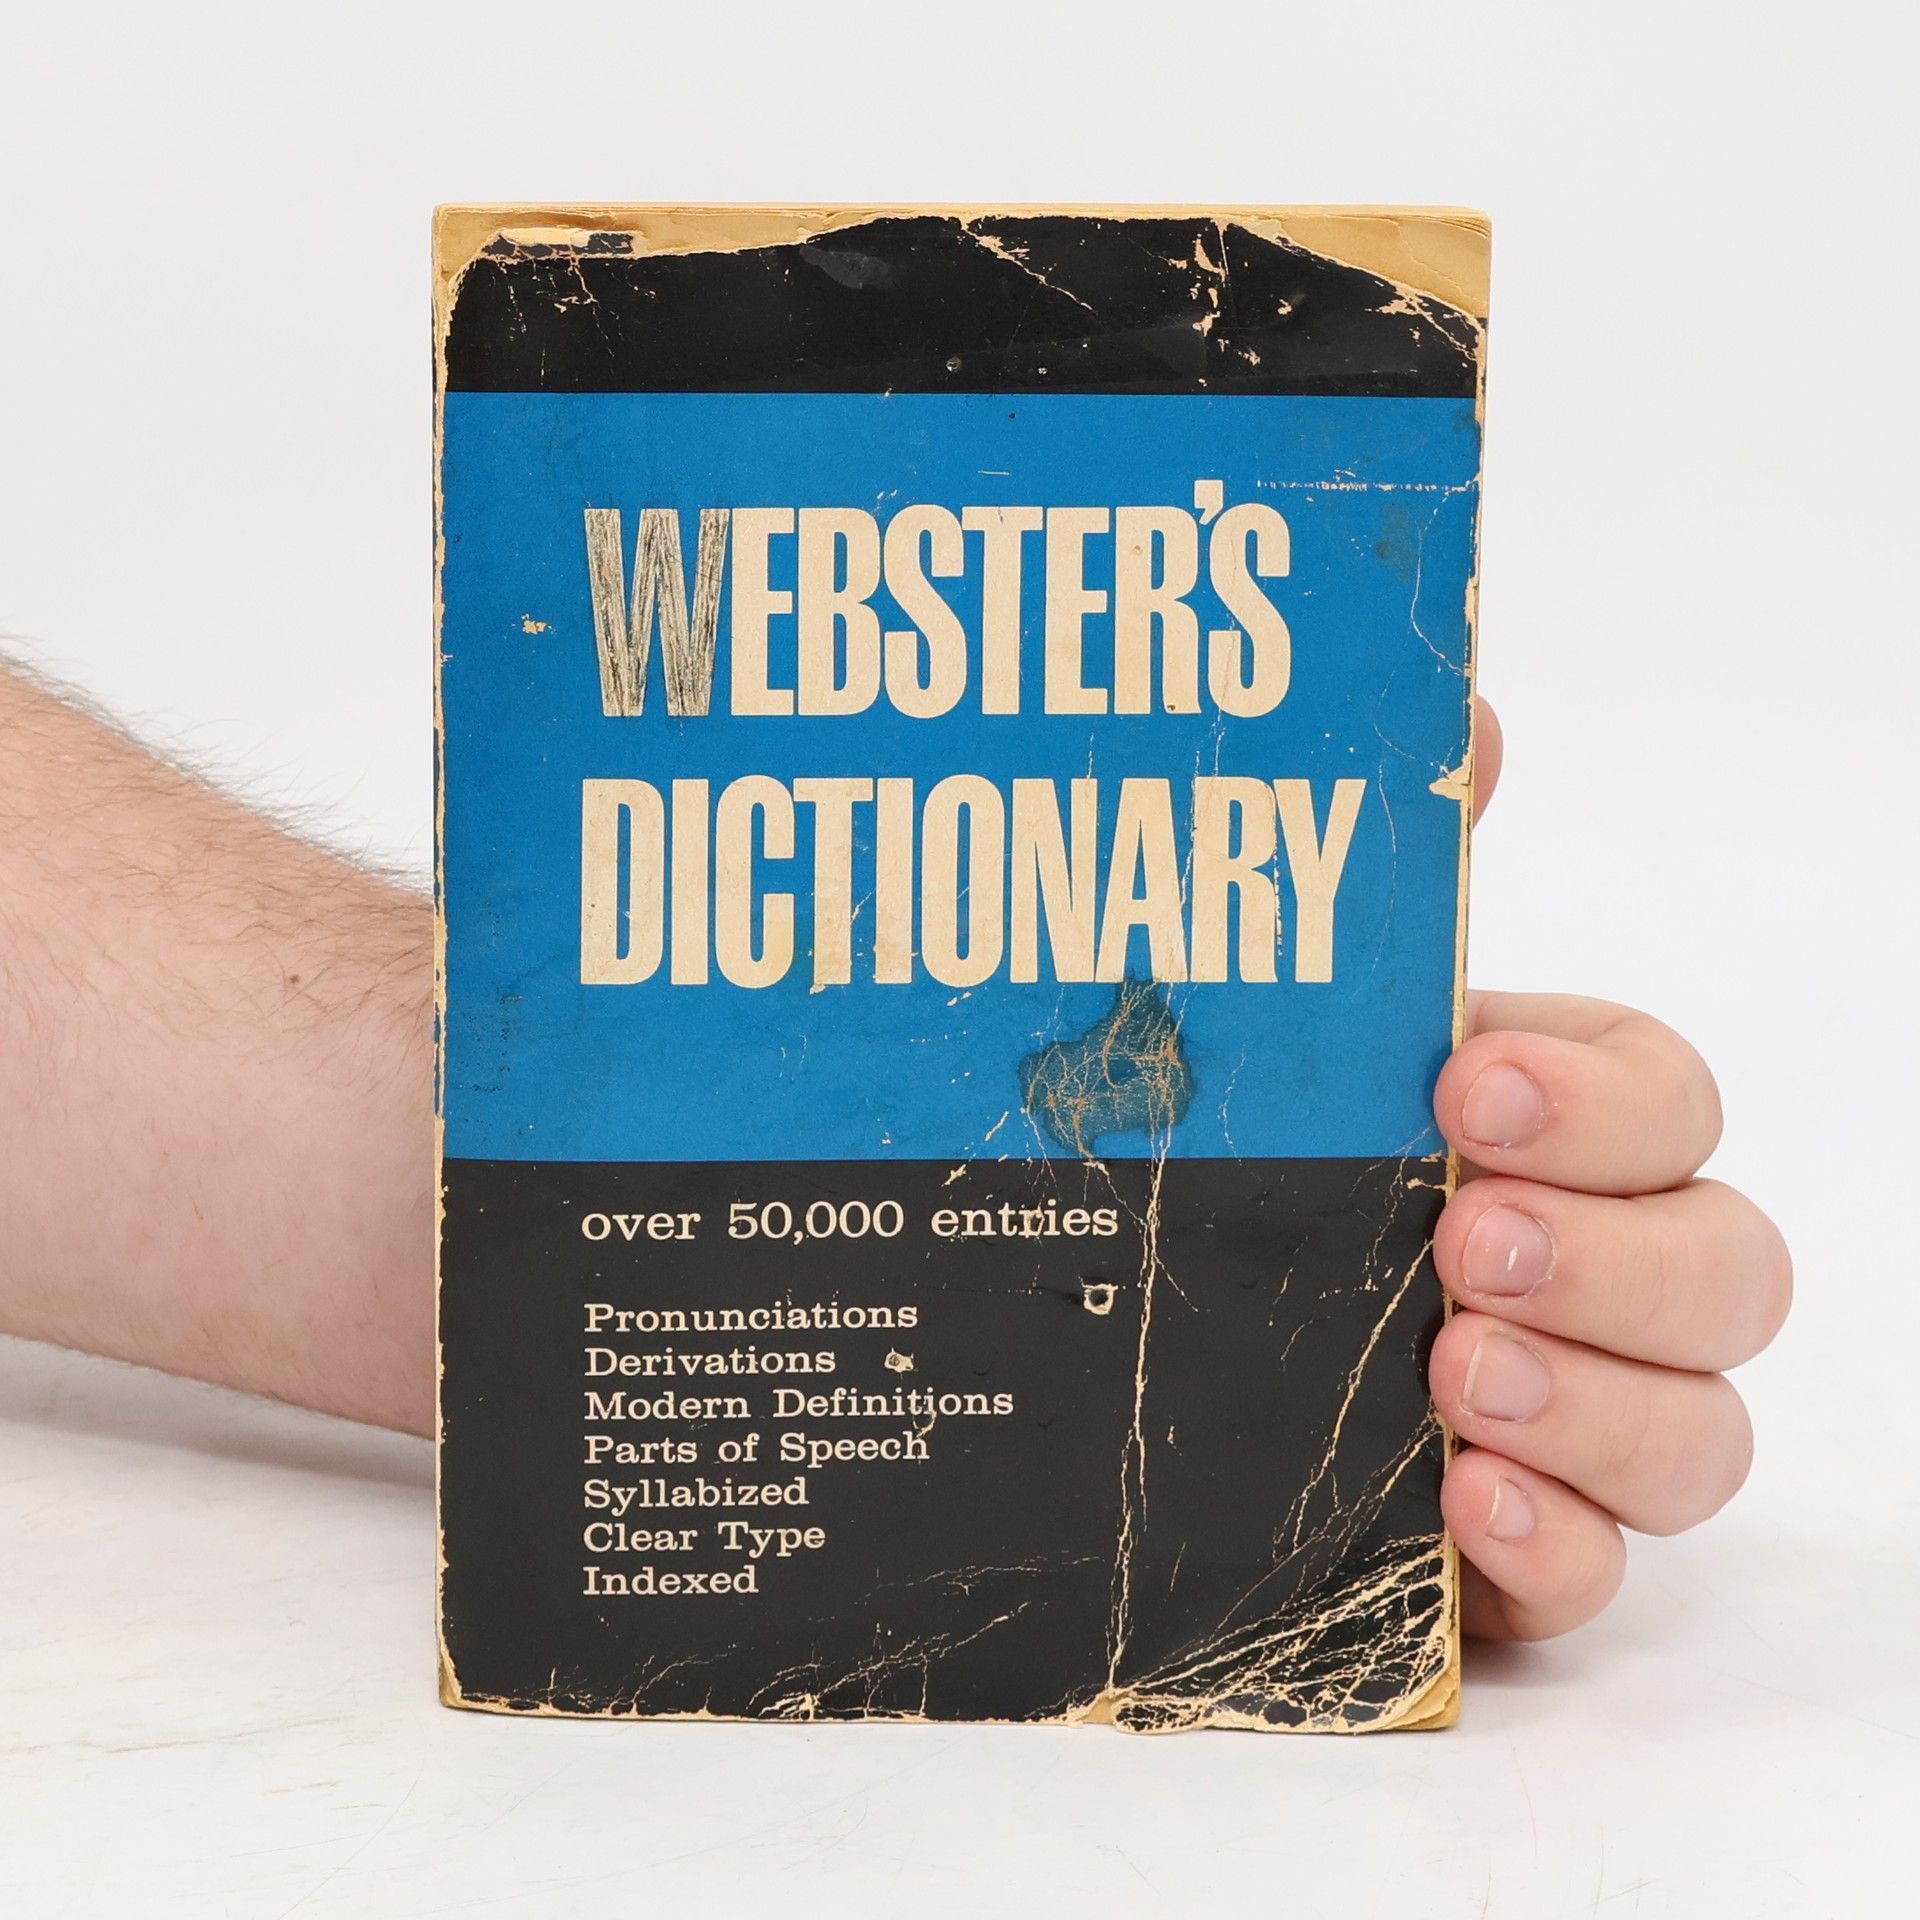 WEBSTER'S
DICTIONARY
over 50,000 entries
Pronunciations
Derivations
Modern Definitions
Parts of Speech
Syllabized
Clear Type
Indexed